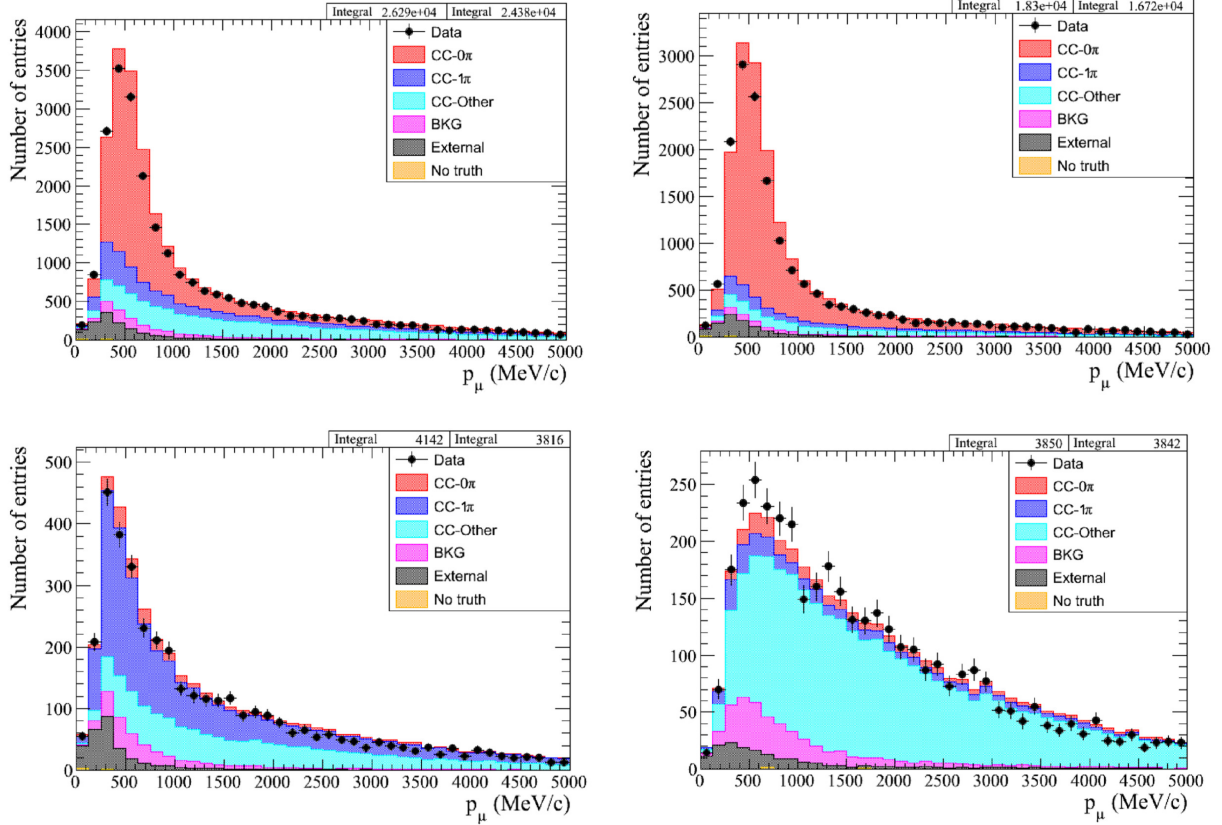 Integral 2.629e+04 Integral 2.438e+04
Number of entries
4000
3500
3000
2500
2000
1500
1000
500
0
Data
CC-0π
CC-1π
CC-Other
BKG
External
No truth
0 500 1000 1500 2000 2500 3000 3500 4000 4500 5000
pμ (MeV/c)
Integral 1.83e+04 Integral 1.672e+04
Number of entries
3000
2500
2000
1500
1000
500
0
Data
CC-0π
CC-1π
CC-Other
BKG
External
No truth
0 500 1000 1500 2000 2500 3000 3500 4000 4500 5000
pμ (MeV/c)
Integral 4142 Integral 3816
Number of entries
500
400
300
200
100
0
Data
CC-0π
CC-1π
CC-Other
BKG
External
No truth
0 500 1000 1500 2000 2500 3000 3500 4000 4500 5000
pμ (MeV/c)
Integral 3850 Integral 3842
Number of entries
250
200
150
100
50
0
Data
CC-0π
CC-1π
CC-Other
BKG
External
No truth
0 500 1000 1500 2000 2500 3000 3500 4000 4500 5000
pμ (MeV/c)